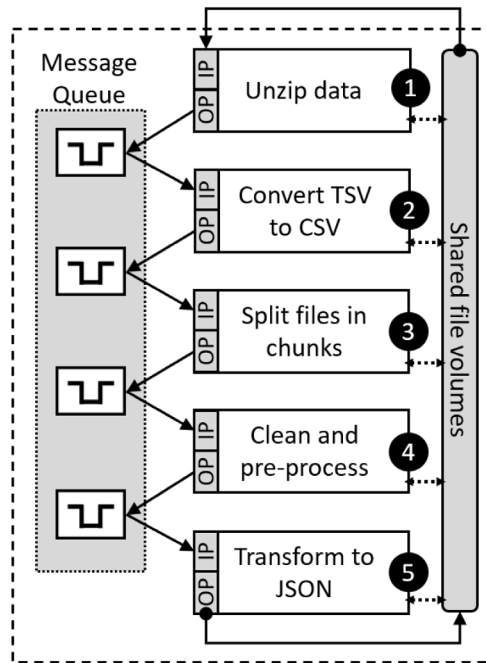 Message
Queue
IP
OP
Unzip data
1
IP
OP
Convert TSV
to CSV
2
IP
OP
Split files in
chunks
3
IP
OP
Clean and
pre-process
4
IP
OP
Transform to
JSON
5
Shared file volumes